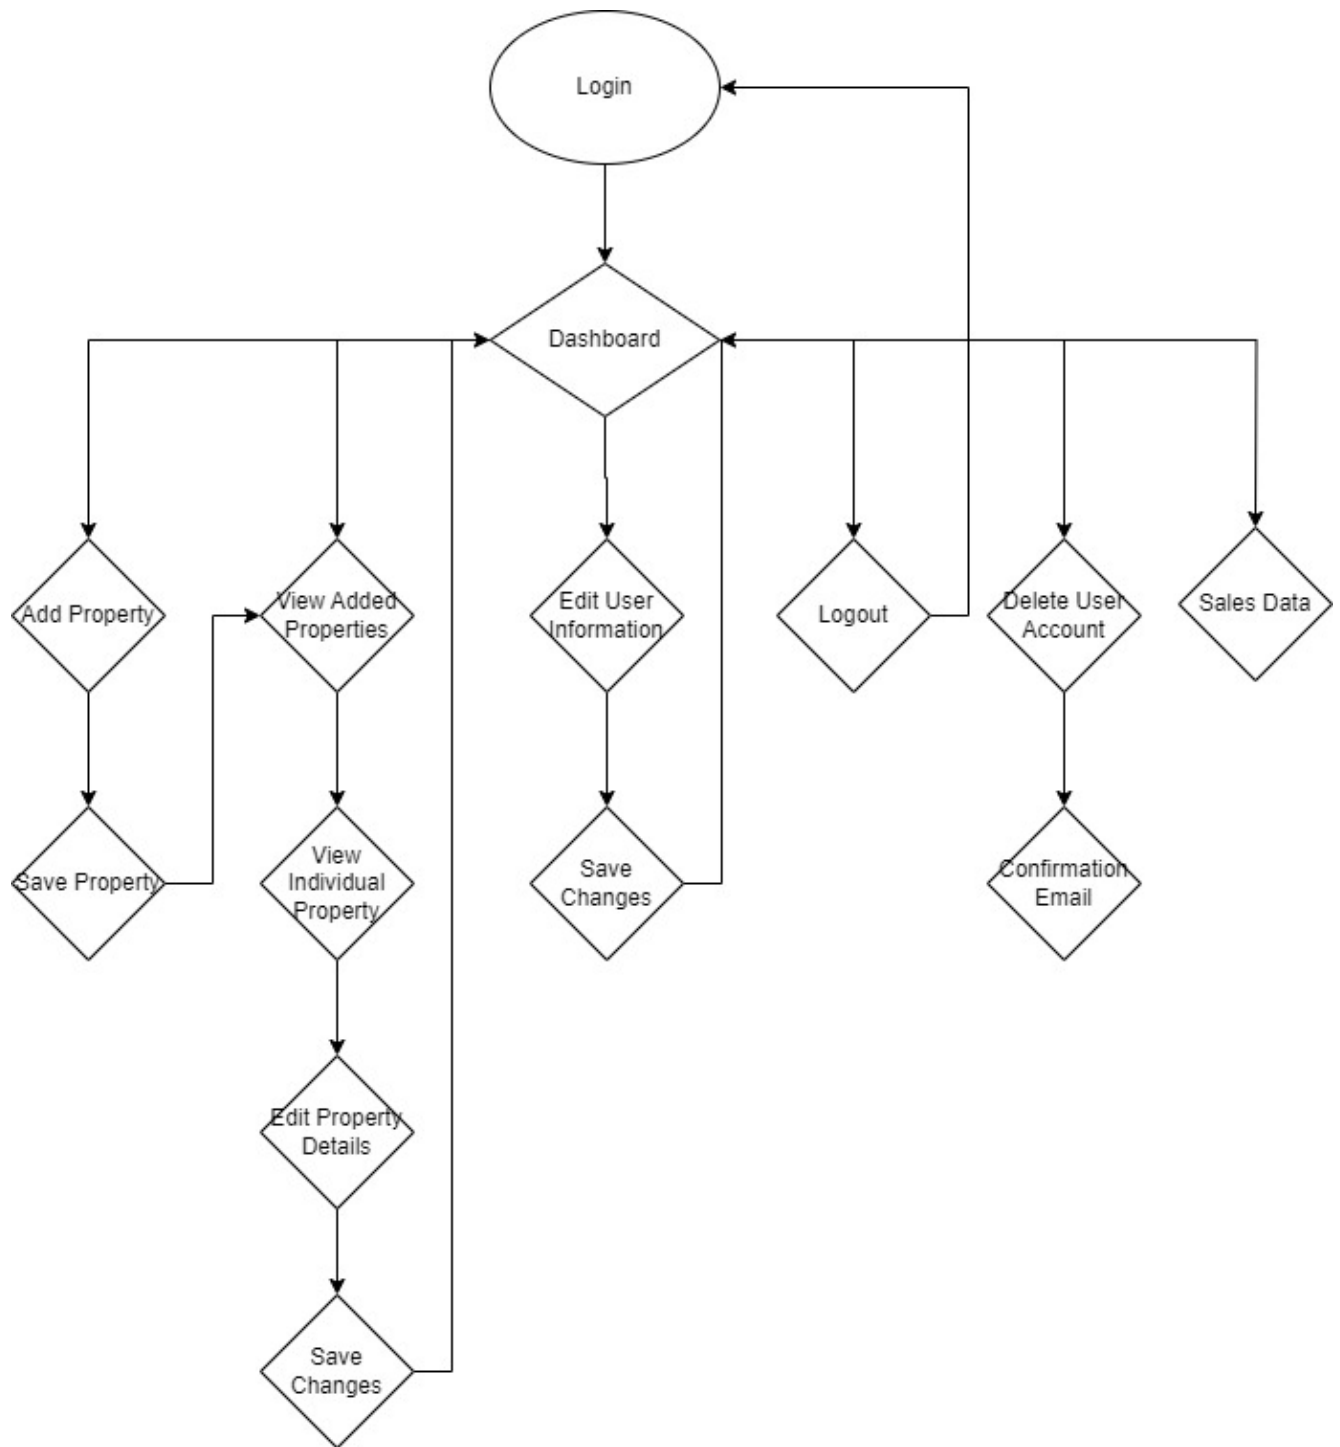 Login
Dashboard
Add Property
View Added
Properties
Edit User
Information
Logout
Delete User
Account
Sales Data
Save Property
View
Individual
Property
Save
Changes
Confirmation
Email
Edit Property
Details
Save
Changes